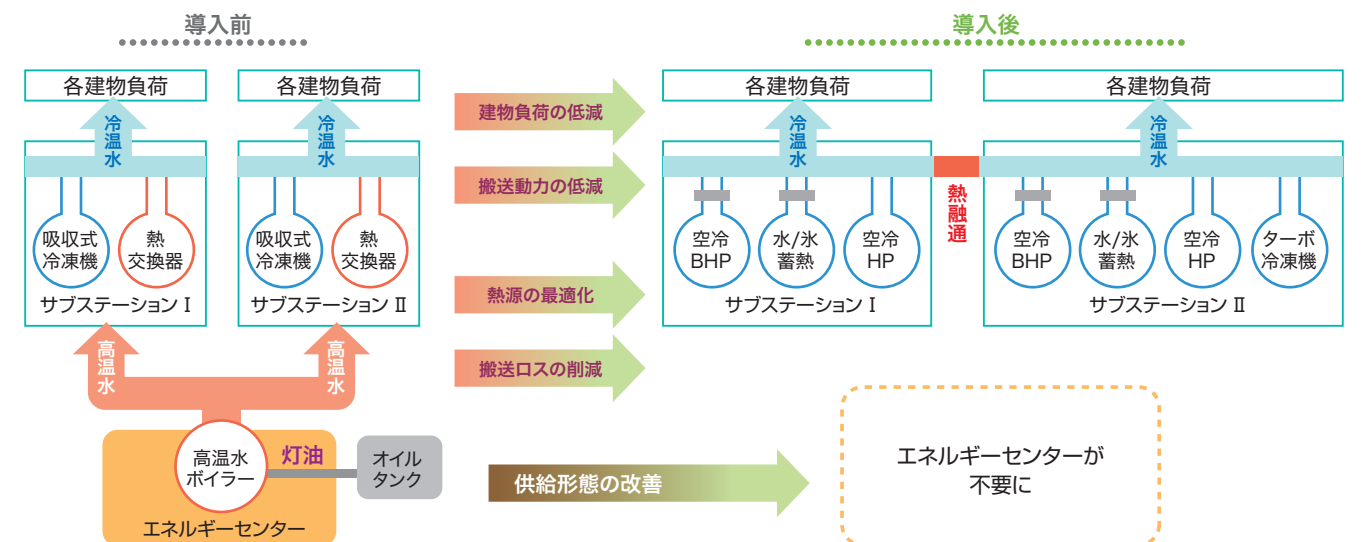 導入前
各建物負荷
各建物負荷
冷温水
冷温水
吸収式
冷凍機
熱
交換器
サブステーション I
吸収式
冷凍機
熱
交換器
サブステーション II
高温水
高温水
高温水
ボイラー
灯油
オイル
タンク
エネルギーセンター
建物負荷の低減
搬送動力の低減
熱源の最適化
搬送ロスの削減
供給形態の改善
導入後
各建物負荷
各建物負荷
冷温水
冷温水
熱融通
空冷
BHP
水/氷
蓄熱
空冷
HP
サブステーション I
空冷
BHP
水/氷
蓄熱
空冷
HP
ターボ
冷凍機
サブステーション II
エネルギーセンターが
不要に